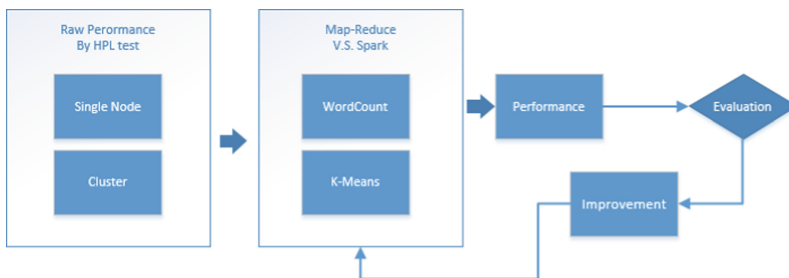 Raw Perormance
By HPL test
Single Node
Cluster
Map-Reduce
V.S. Spark
WordCount
K-Means
Performance
Evaluation
Improvement